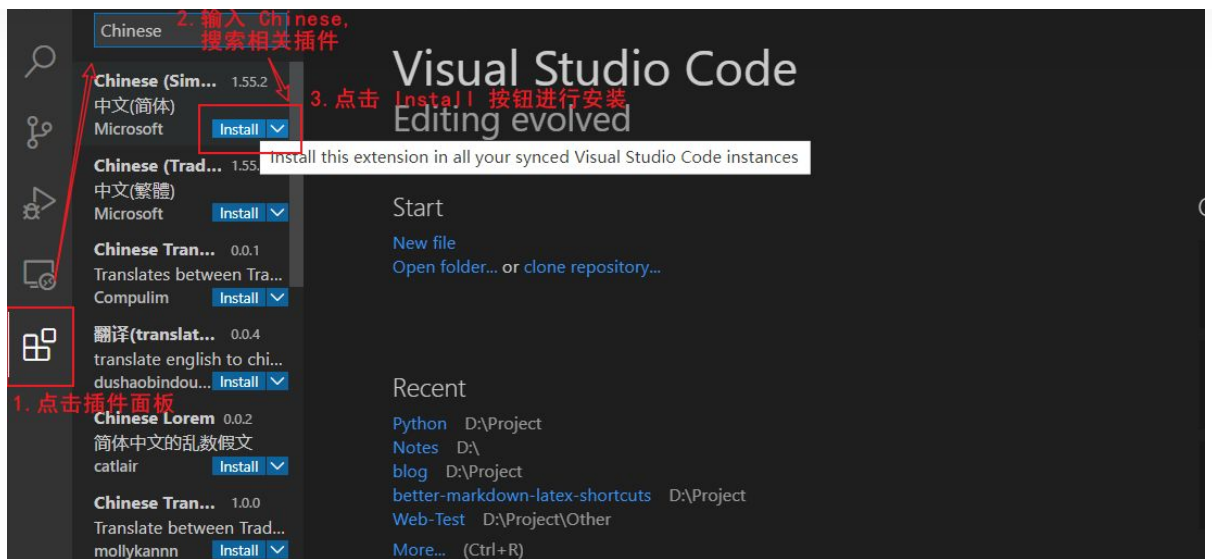 Chinese
2. 输入 Chinese,
搜索相关插件
Chinese (Sim... 1.55.2
中文(简体)
Microsoft Install
3. 点击 Install 按钮进行安装
Chinese (Trad... 1.55.
中文(繁體)
Microsoft Install
Chinese Tran... 0.0.1
Translates between Tra...
Compulim Install
翻译(translat... 0.0.4
translate english to chi...
dushaobindou... Install
1. 点击插件面板
Chinese Lorem 0.0.2
简体中文的乱数假文
catlair Install
Chinese Tran... 1.0.0
Translate between Trad...
mollykannn Install
Visual Studio Code
Editing evolved
Install this extension in all your synced Visual Studio Code instances
Start
New file
Open folder... or clone repository...
Recent
Python D:\Project
Notes D:\
blog D:\Project
better-markdown-latex-shortcuts D:\Project
Web-Test D:\Project\Other
More... (Ctrl+R)